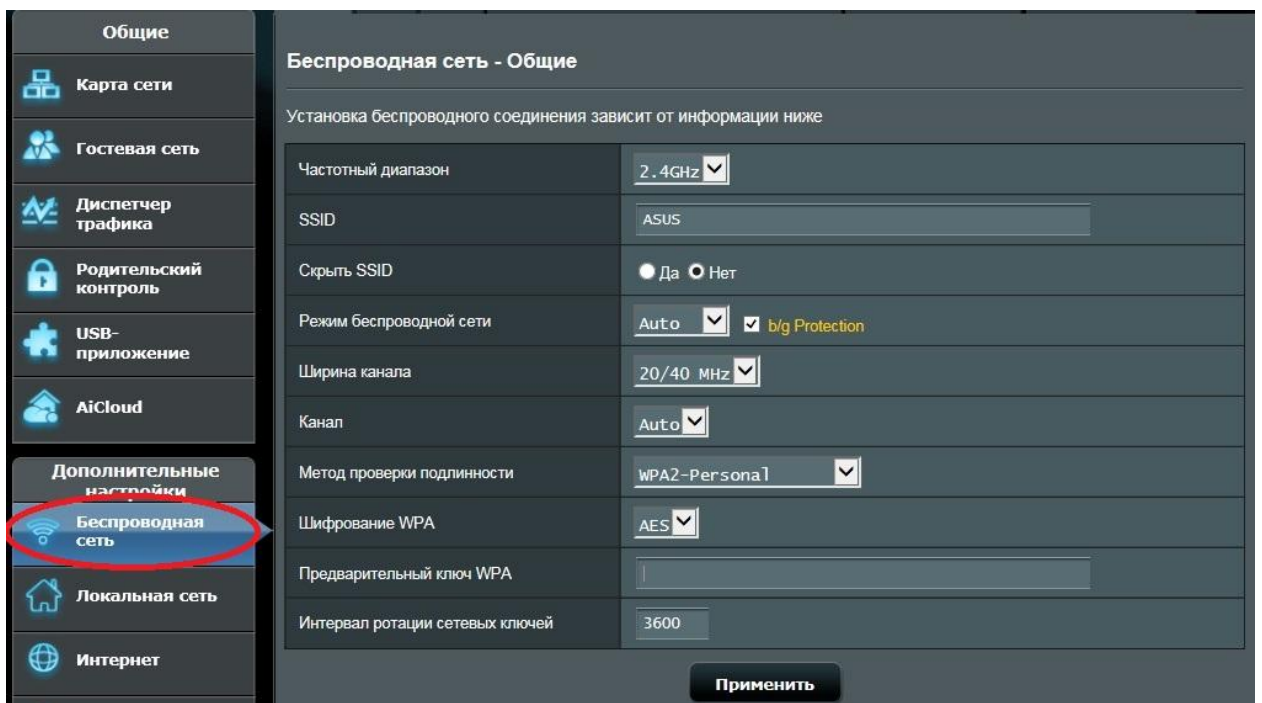 Общие
Карта сети
Гостевая сеть
Диспетчер
трафика
Родительский
контроль
USB-
приложение
AiCloud
Дополнительные
настройки
Беспроводная
сеть
Локальная сеть
Интернет
Беспроводная сеть - Общие
Установка беспроводного соединения зависит от информации ниже
Частотный диапазон 2.4GHz
SSID ASUS
Скрыть SSID Да Нет
Режим беспроводной сети Auto b/g Protection
Ширина канала 20/40 MHz
Канал Auto
Метод проверки подлинности WPA2-Personal
Шифрование WPA AES
Предварительный ключ WPA
Интервал ротации сетевых ключей 3600
Применить